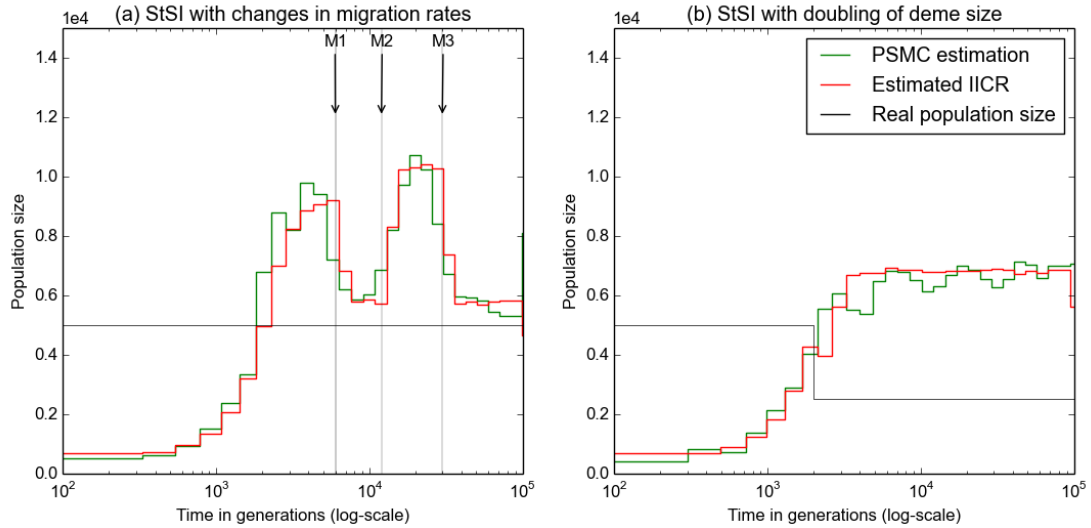 (a) StSI with changes in migration rates
1e4
M1 M2 M3
1.4
1.2
1.0
0.8
0.6
0.4
0.2
0.0
Population size
10^2 10^3 10^4 10^5
Time in generations (log-scale)
(b) StSI with doubling of deme size
1e4
PSMC estimation
Estimated IICR
Real population size
1.4
1.2
1.0
0.8
0.6
0.4
0.2
0.0
Population size
10^2 10^3 10^4 10^5
Time in generations (log-scale)